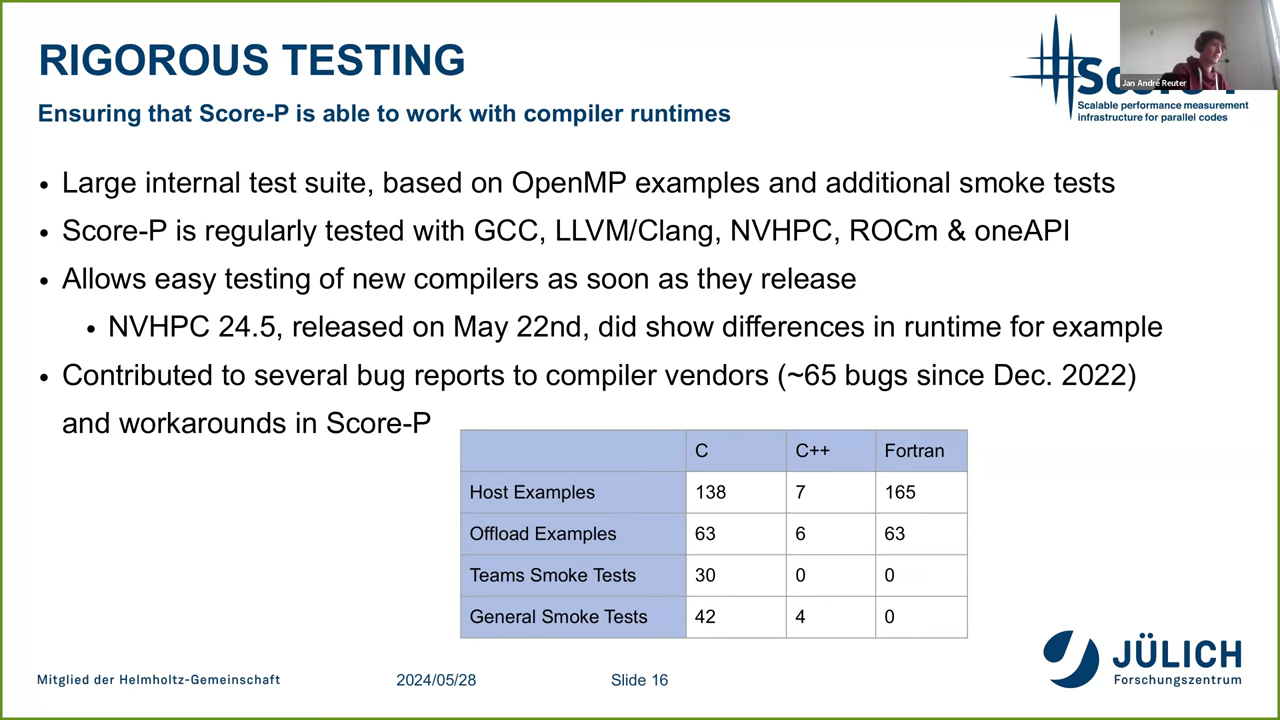 RIGOROUS TESTING
Ensuring that Score-P is able to work with compiler runtimes
Jan André Reuter
Scalable performance measurement
infrastructure for parallel codes
• Large internal test suite, based on OpenMP examples and additional smoke tests
• Score-P is regularly tested with GCC, LLVM/Clang, NVHPC, ROCm & oneAPI
• Allows easy testing of new compilers as soon as they release
• NVHPC 24.5, released on May 22nd, did show differences in runtime for example
• Contributed to several bug reports to compiler vendors (~65 bugs since Dec. 2022)
and workarounds in Score-P
C C++ Fortran
Host Examples 138 7 165
Offload Examples 63 6 63
Teams Smoke Tests 30 0 0
General Smoke Tests 42 4 0
Mitglied der Helmholtz-Gemeinschaft 2024/05/28 Slide 16
JÜLICH
Forschungszentrum